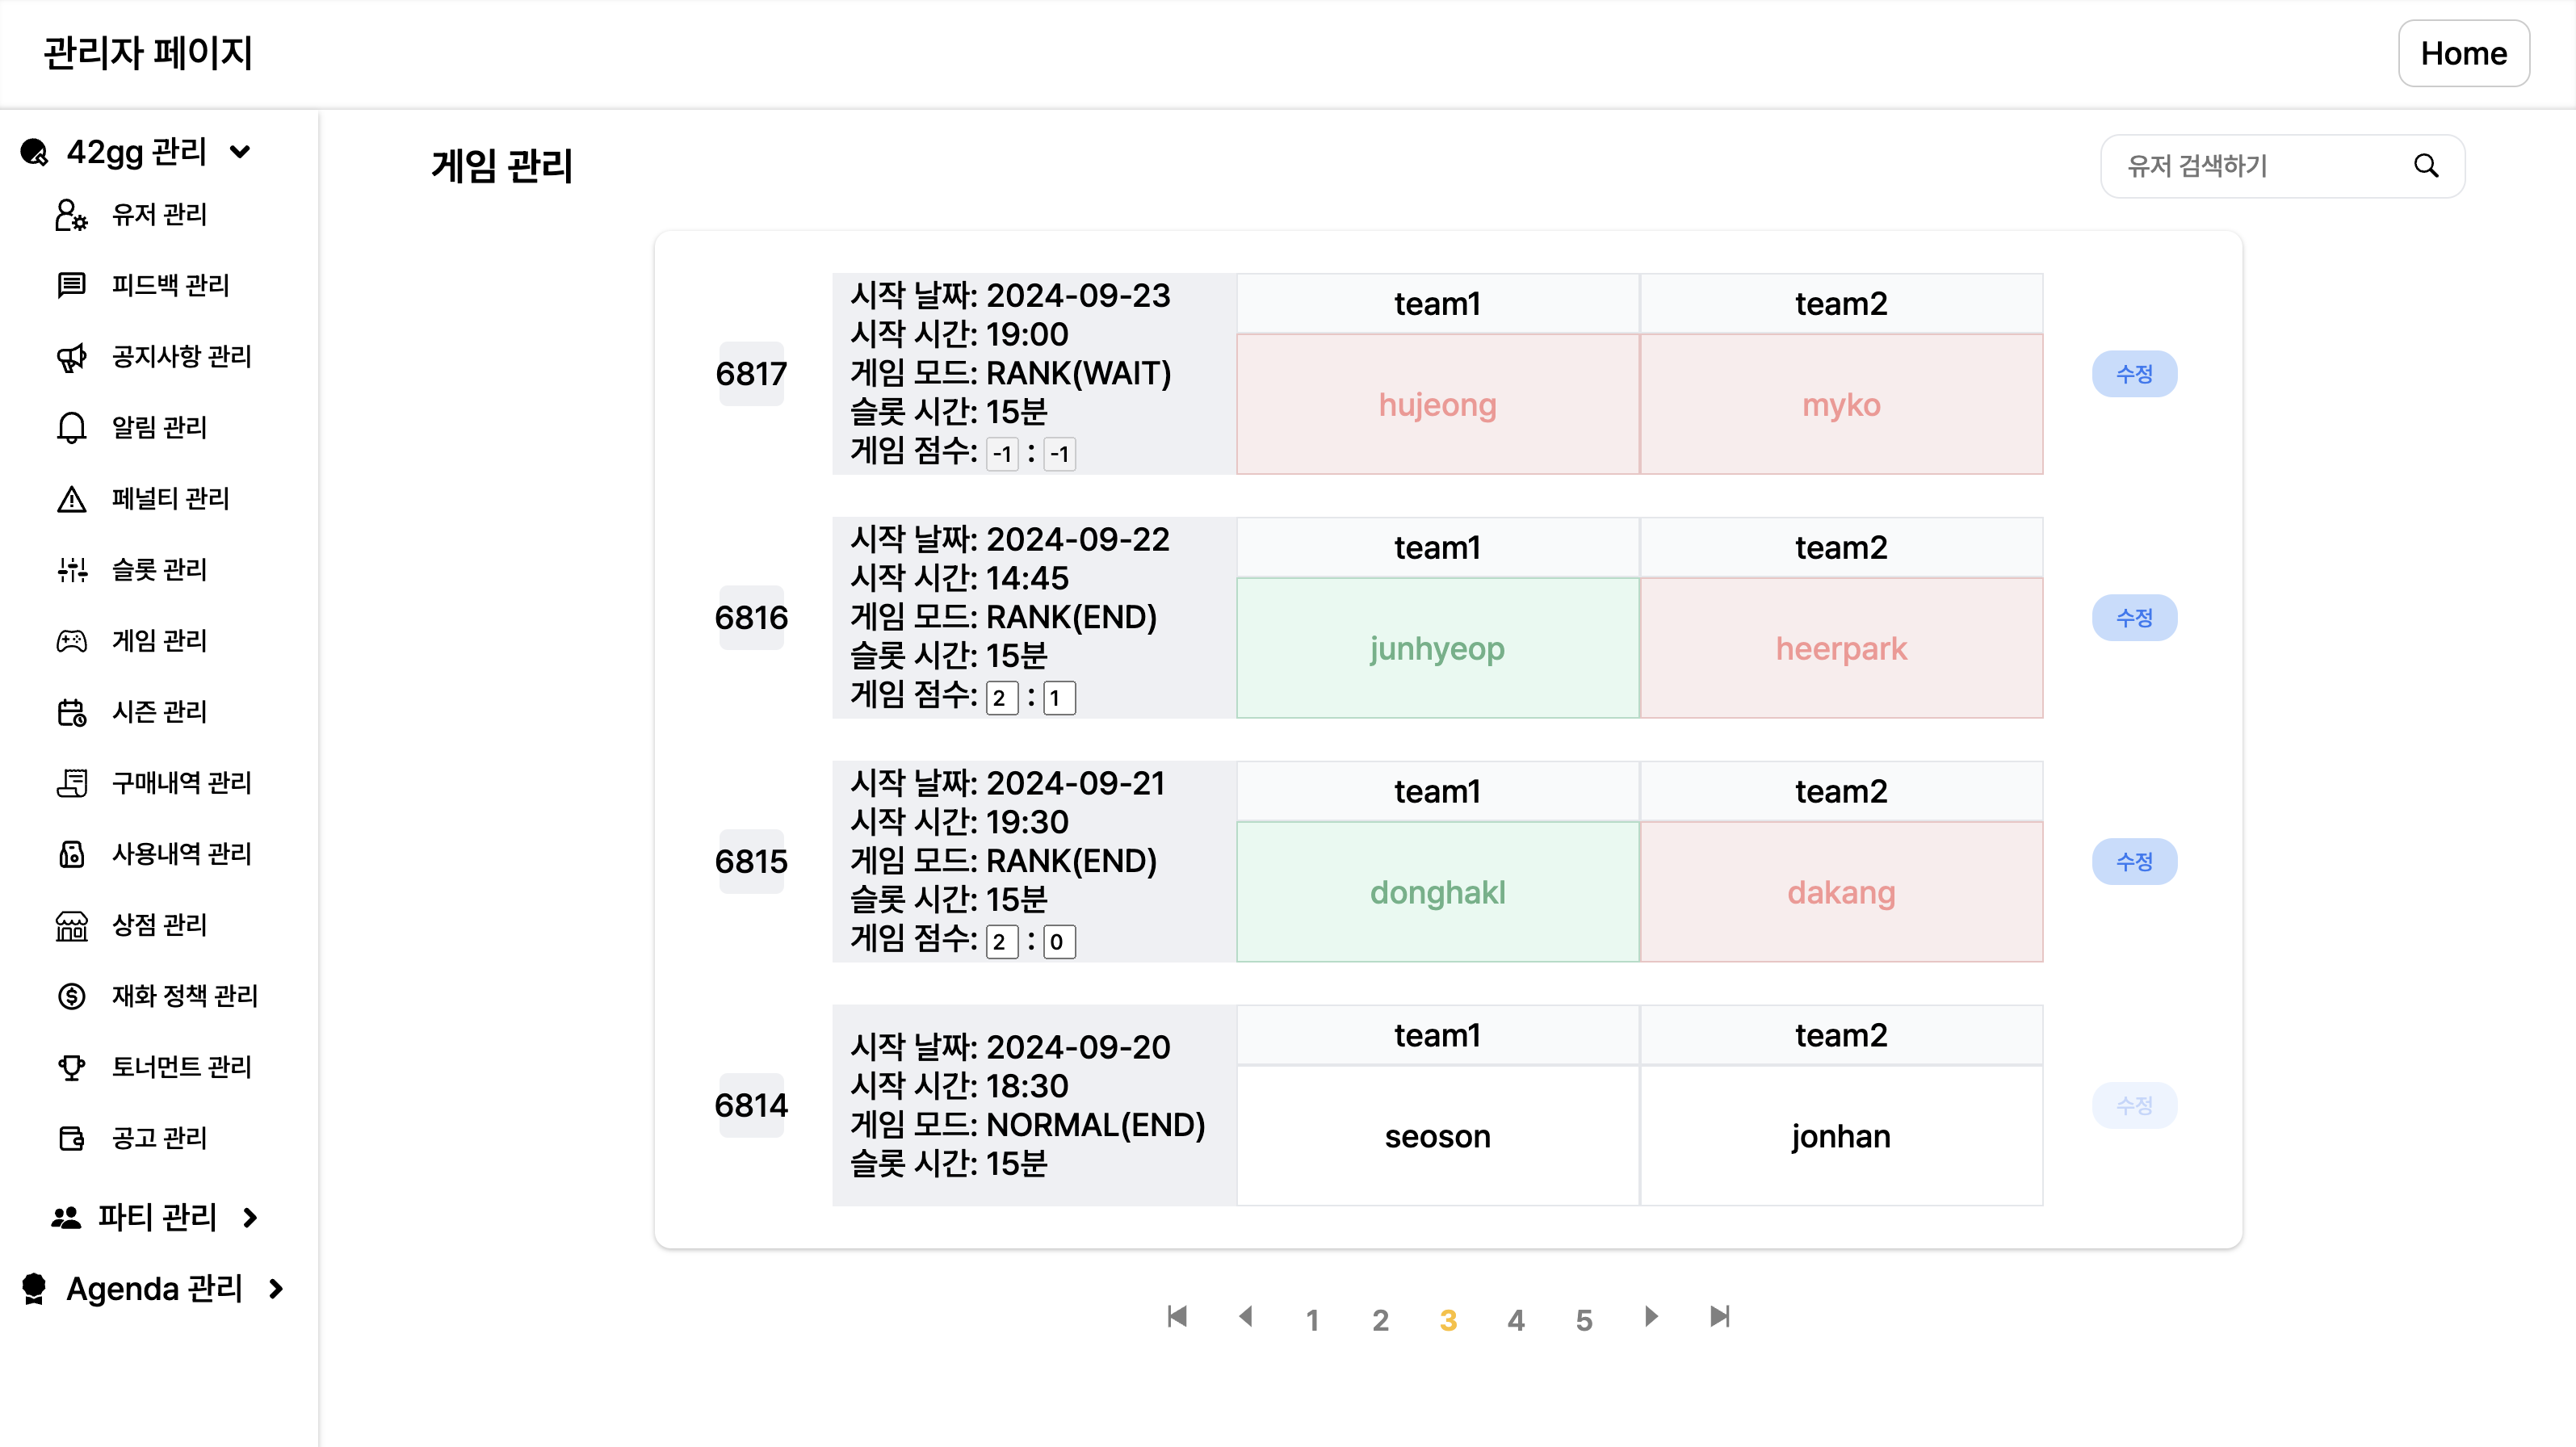 관리자 페이지
Home
42gg 관리
유저 관리
피드백 관리
공지사항 관리
알림 관리
페널티 관리
슬롯 관리
게임 관리
시즌 관리
구매내역 관리
사용내역 관리
상점 관리
재화 정책 관리
토너먼트 관리
공고 관리
파티 관리
Agenda 관리
게임 관리
유저 검색하기
6817
시작 날짜: 2024-09-23
시작 시간: 19:00
게임 모드: RANK(WAIT)
슬롯 시간: 15분
게임 점수: -1 : -1
team1 team2
hujeong myko
수정
6816
시작 날짜: 2024-09-22
시작 시간: 14:45
게임 모드: RANK(END)
슬롯 시간: 15분
게임 점수: 2 : 1
team1 team2
junhyeop heerpark
수정
6815
시작 날짜: 2024-09-21
시작 시간: 19:30
게임 모드: RANK(END)
슬롯 시간: 15분
게임 점수: 2 : 0
team1 team2
donghakl dakang
수정
6814
시작 날짜: 2024-09-20
시작 시간: 18:30
게임 모드: NORMAL(END)
슬롯 시간: 15분
team1 team2
seoson jonhan
수정
1 2 3 4 5